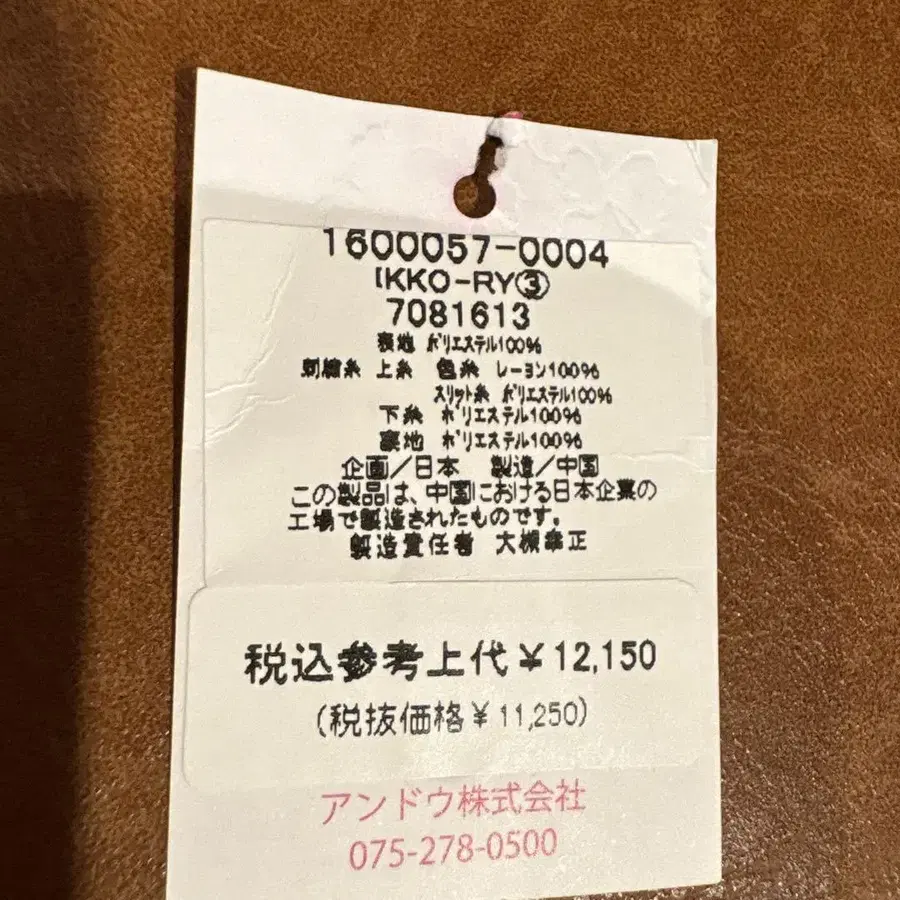 1600057-0004
IKKO-RY③
7081613
表地 ポリエステル100%
刺繍糸 上糸 色糸 レーヨン100%
スリット糸 ポリエステル100%
下糸 ポリエステル100%
裏地 ポリエステル100%
企画/日本 製造/中国
この製品は、中国における日本企業の
工場で製造されたものです。
製造責任者 大槻幸正
税込参考上代¥12,150
(税抜価格¥11,250)
アンドウ株式会社
075-278-0500